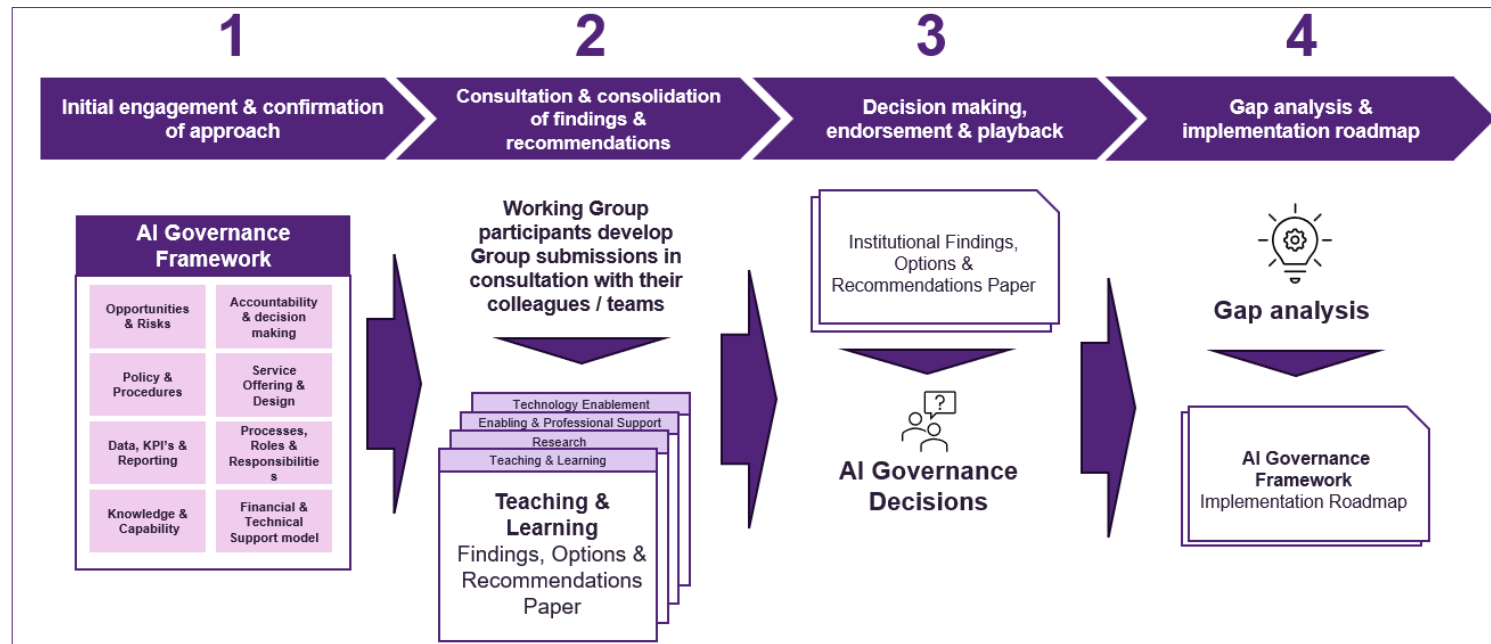 1
2
3
4
Initial engagement & confirmation
of approach
Consultation & consolidation
of findings &
recommendations
Decision making,
endorsement & playback
Gap analysis &
implementation roadmap
AI Governance
Framework
Opportunities
& Risks
Accountability
& decision
making
Policy &
Procedures
Service
Offering &
Design
Data, KPI's &
Reporting
Processes,
Roles &
Responsibilitie
s
Knowledge &
Capability
Financial &
Technical
Support model
Working Group
participants develop
Group submissions in
consultation with their
colleagues / teams
Technology Enablement
Enabling & Professional Support
Research
Teaching & Learning
Teaching &
Learning
Findings, Options &
Recommendations
Paper
Institutional Findings,
Options &
Recommendations Paper
?
AI Governance
Decisions
Gap analysis
AI Governance
Framework
Implementation Roadmap